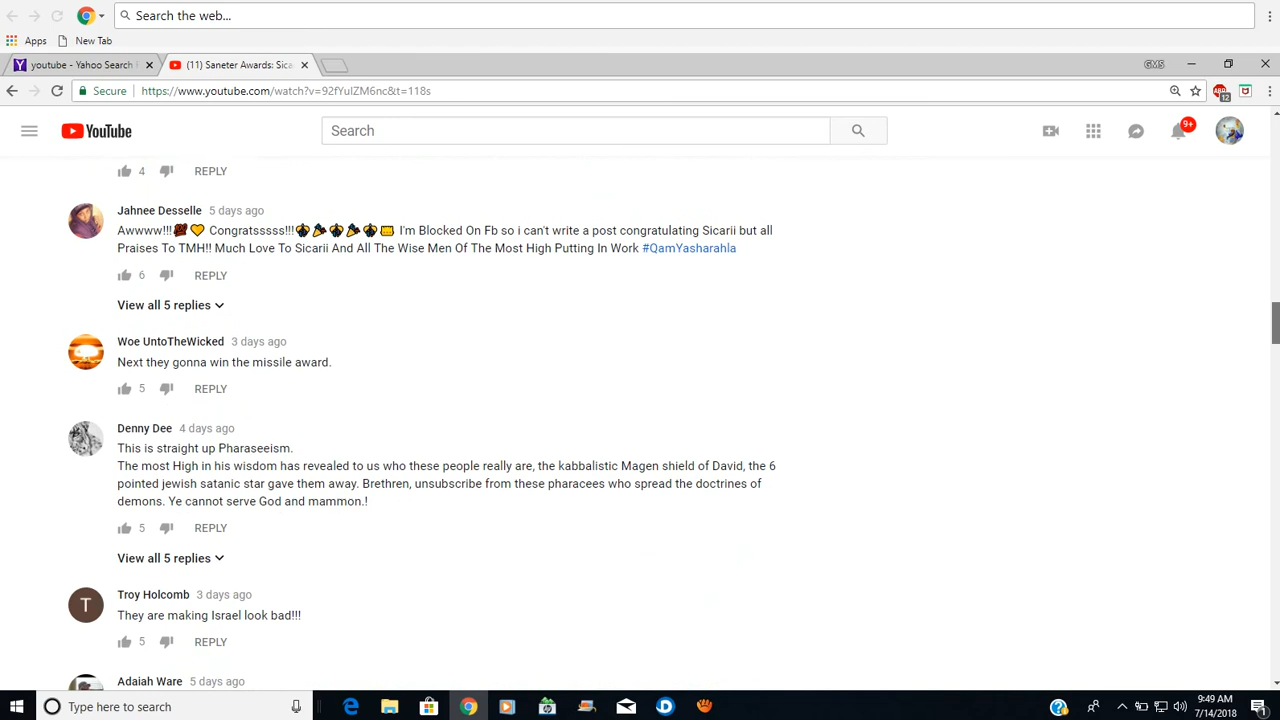 Search the web...
Apps New Tab
youtube - Yahoo Search (11) Saneter Awards: Sica GMS
Secure https://www.youtube.com/watch?v=92fYuIZM6nc&t=118s ABP 12
YouTube Search 9+
4 REPLY
Jahnee Desselle 5 days ago
Awwww!!! Congratsssss!!! I'm Blocked On Fb so i can't write a post congratulating Sicarii but all
Praises To TMH!! Much Love To Sicarii And All The Wise Men Of The Most High Putting In Work #QamYasharahla
6 REPLY
View all 5 replies
Woe UntoTheWicked 3 days ago
Next they gonna win the missile award.
5 REPLY
Denny Dee 4 days ago
This is straight up Pharaseeism.
The most High in his wisdom has revealed to us who these people really are, the kabbalistic Magen shield of David, the 6
pointed jewish satanic star gave them away. Brethren, unsubscribe from these pharacees who spread the doctrines of
demons. Ye cannot serve God and mammon.!
5 REPLY
View all 5 replies
T
Troy Holcomb 3 days ago
They are making Israel look bad!!!
5 REPLY
Adaiah Ware 5 days ago
Type here to search
9:49 AM
7/14/2018
1